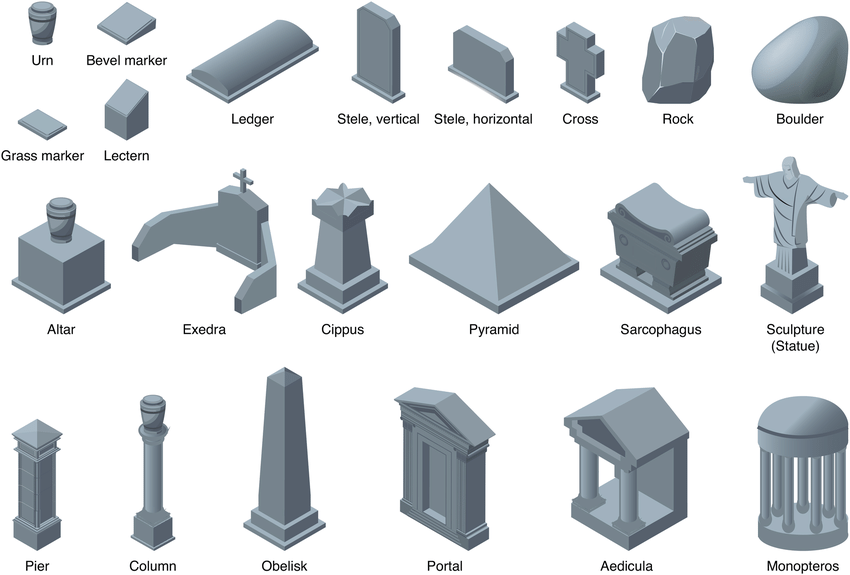 Urn
Bevel marker
Ledger
Stele, vertical
Stele, horizontal
Cross
Rock
Boulder
Grass marker
Lectern
Altar
Exedra
Cippus
Pyramid
Sarcophagus
Sculpture
(Statue)
Pier
Column
Obelisk
Portal
Aedicula
Monopteros